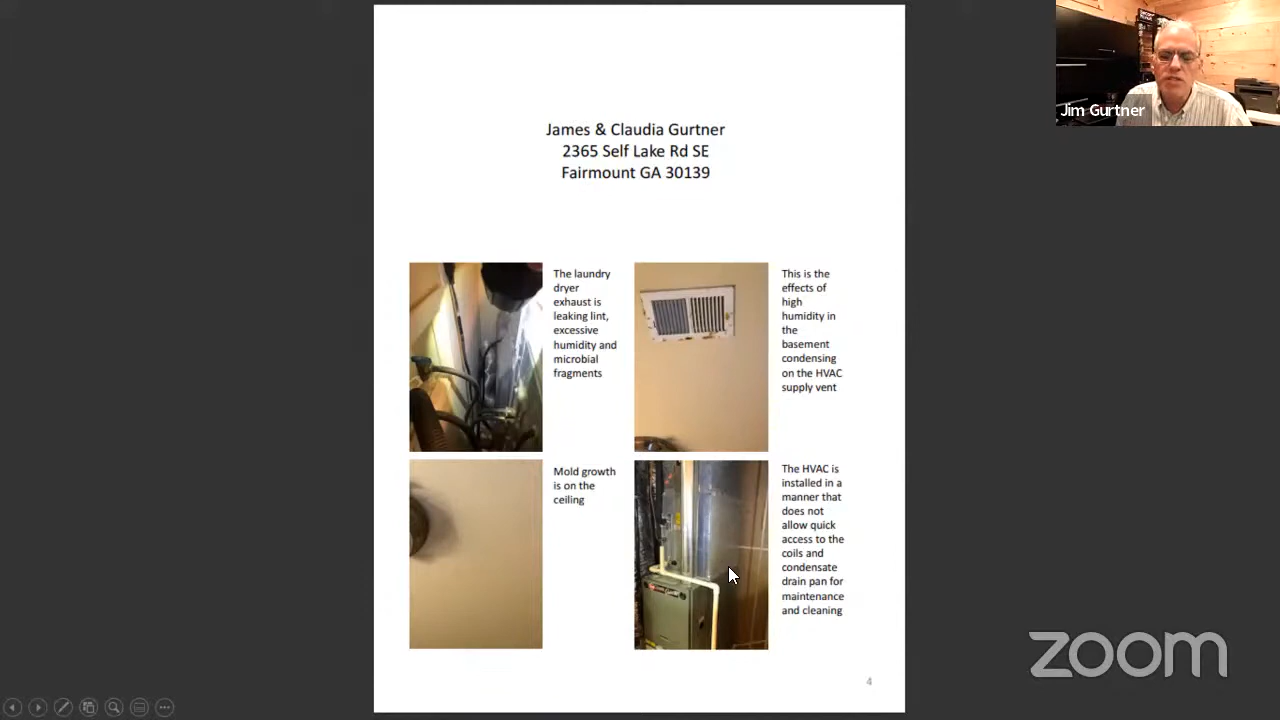 James & Claudia Gurtner
2365 Self Lake Rd SE
Fairmount GA 30139
Jim Gurtner
The laundry
dryer
exhaust is
leaking lint,
excessive
humidity and
microbial
fragments
This is the
effects of
high
humidity in
the
basement
condensing
on the HVAC
supply vent
Mold growth
is on the
ceiling
The HVAC is
installed in a
manner that
does not
allow quick
access to the
coils and
condensate
drain pan for
maintenance
and cleaning
4
zoom